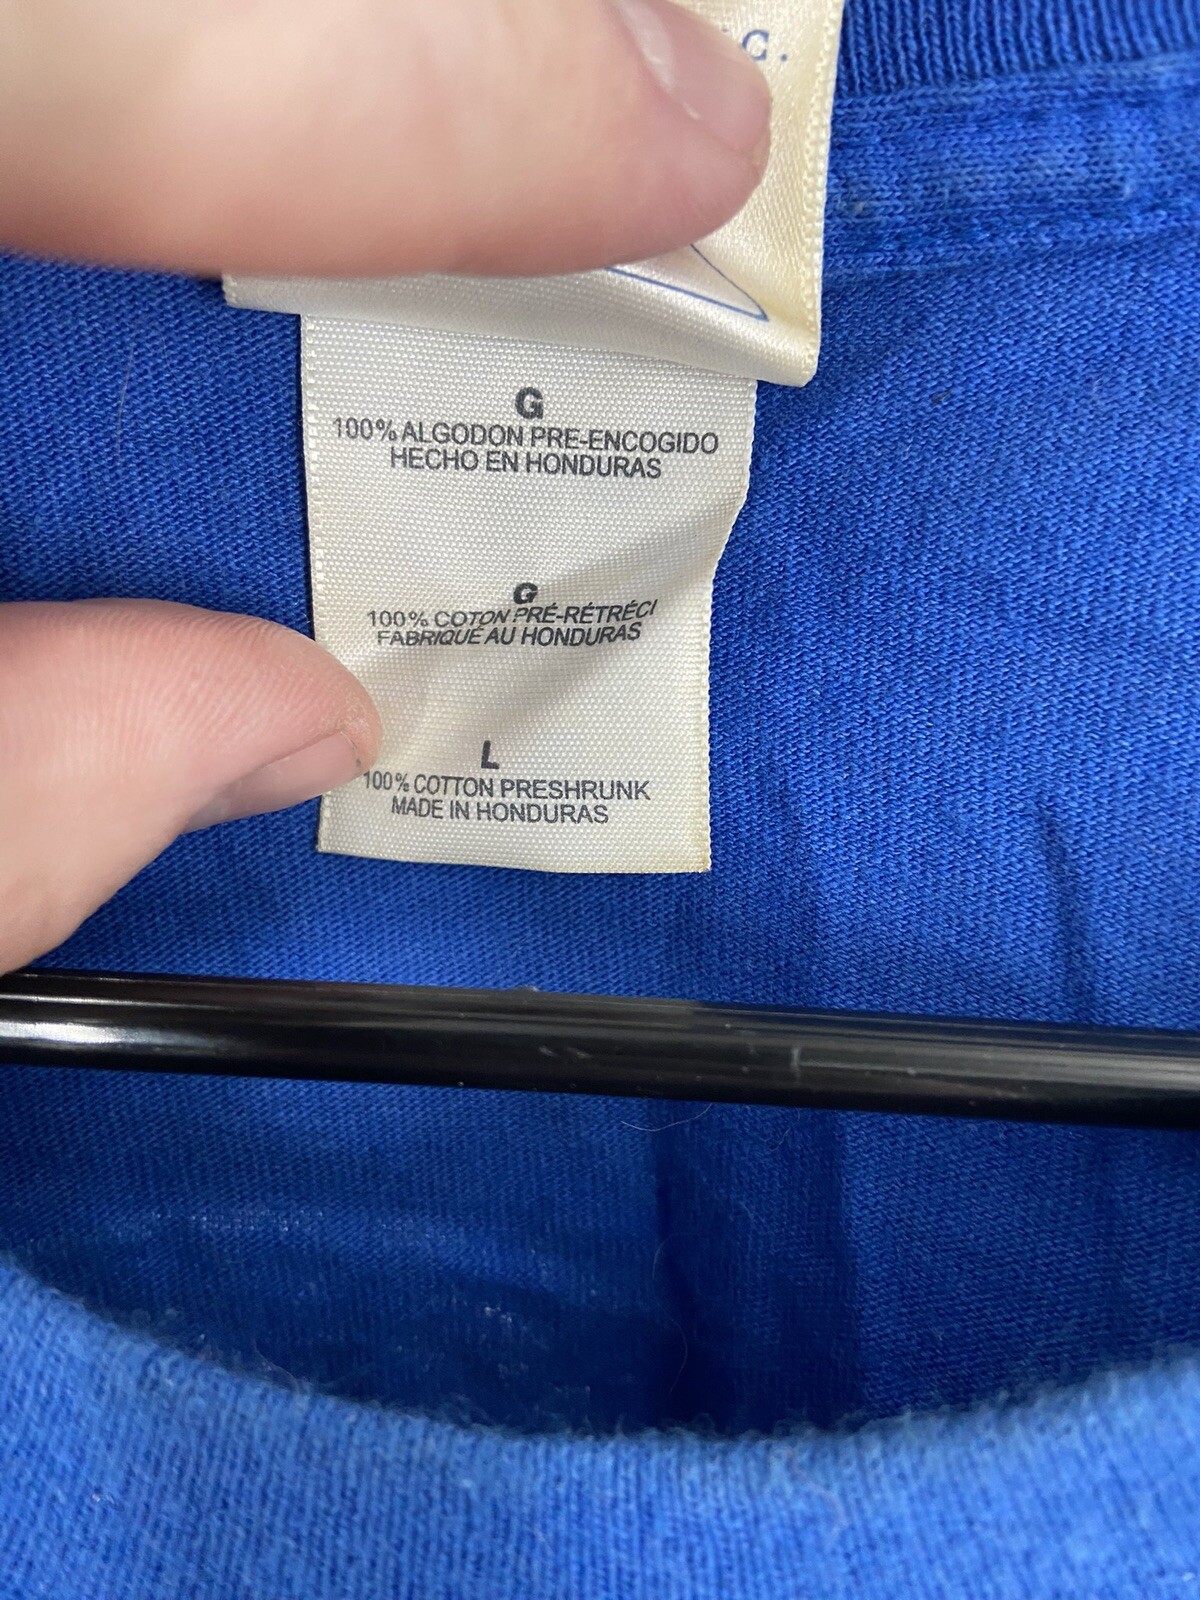 C.
G
100% ALGODON PRE-ENCOGIDO
HECHO EN HONDURAS
G
100% COTON PRÉ-RÉTRÉCI
FABRIQUÉ AU HONDURAS
L
100% COTTON PRESHRUNK
MADE IN HONDURAS